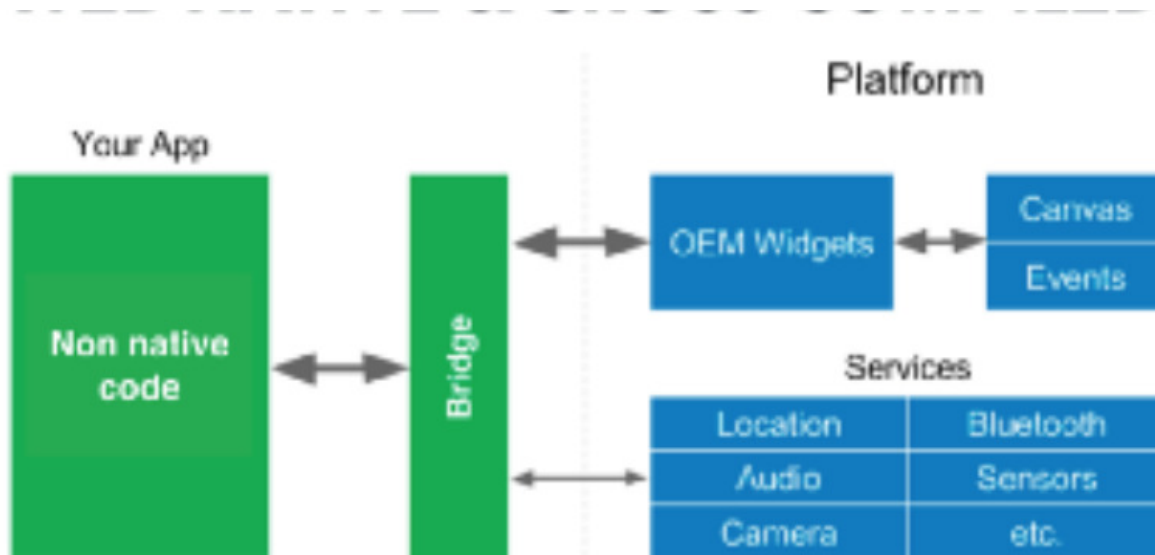 Platform
Your App
Non native
code
Bridge
OEM Widgets
Canvas
Events
Services
Location
Bluetooth
Audio
Sensors
Camera
etc.